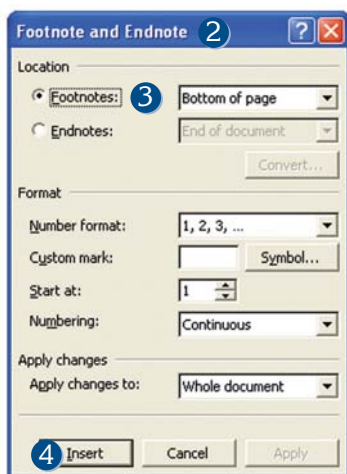 Footnote and Endnote 2 ?
Location
Footnotes: 3 Bottom of page
Endnotes: End of document
Convert...
Format
Number format: 1, 2, 3, ...
Custom mark: Symbol...
Start at: 1
Numbering: Continuous
Apply changes
Apply changes to: Whole document
4 Insert Cancel Apply